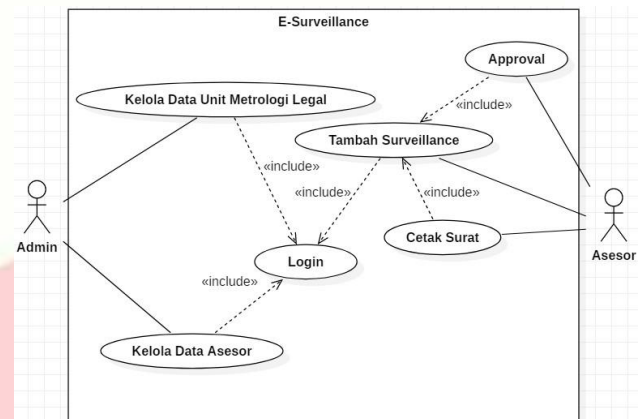 E-Surveillance
Approval
Kelola Data Unit Metrologi Legal
«include»
Tambah Surveillance
«include»
«include»
«include»
Admin
Cetak Surat
Asesor
Login
«include»
Kelola Data Asesor